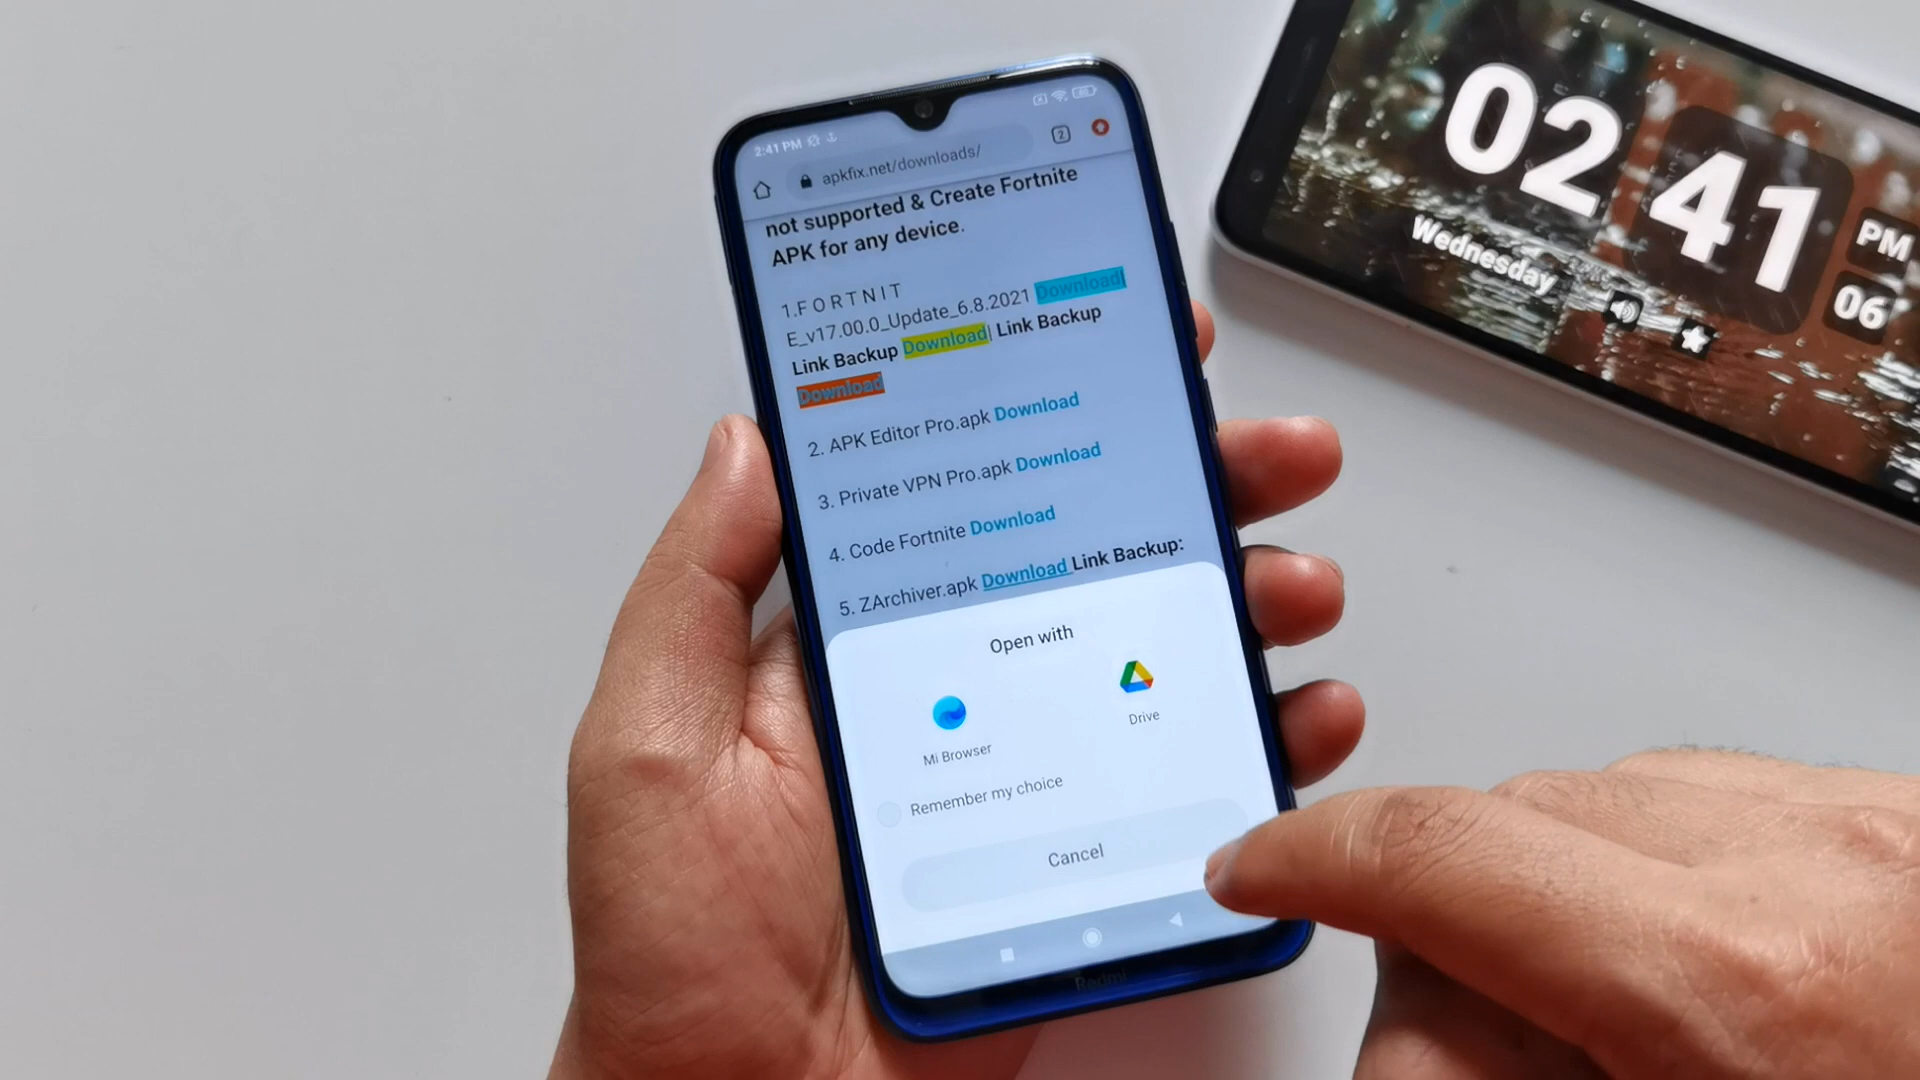 2:41 PM
apkfix.net/downloads/
2
not supported & Create Fortnite
APK for any device.
1.F O R T N I T
E_v17.00.0_Update_6.8.2021 Download|
Link Backup Download| Link Backup
Download
2. APK Editor Pro.apk Download
3. Private VPN Pro.apk Download
4. Code Fortnite Download
5. ZArchiver.apk Download Link Backup:
Open with
Mi Browser
Drive
Remember my choice
Cancel
Redmi
02 41
PM
Wednesday
06